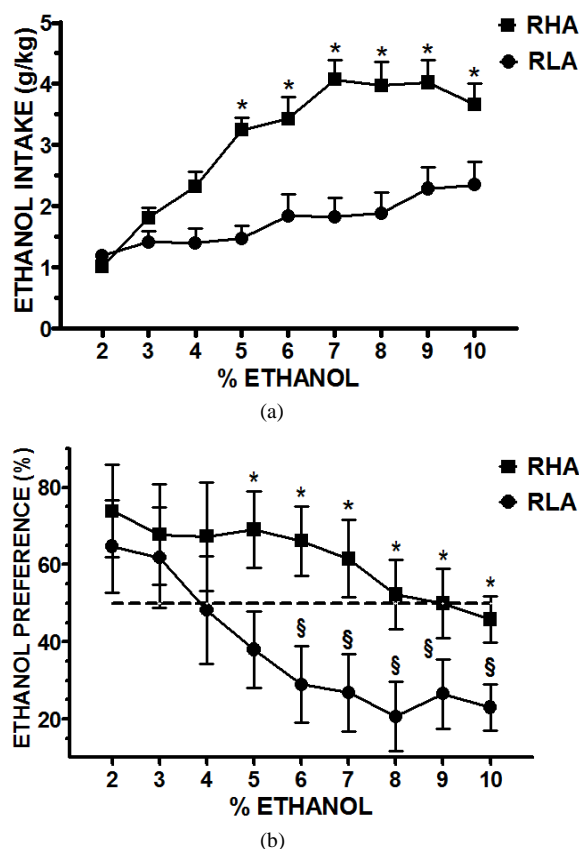 5
4
3
2
1
0
ETHANOL INTAKE (g/kg)
RHA
RLA
* * * * * *
2 3 4 5 6 7 8 9 10
% ETHANOL
(a)
80
60
40
20
ETHANOL PREFERENCE (%)
RHA
RLA
* * * * * *
§ § § § §
2 3 4 5 6 7 8 9 10
% ETHANOL
(b)